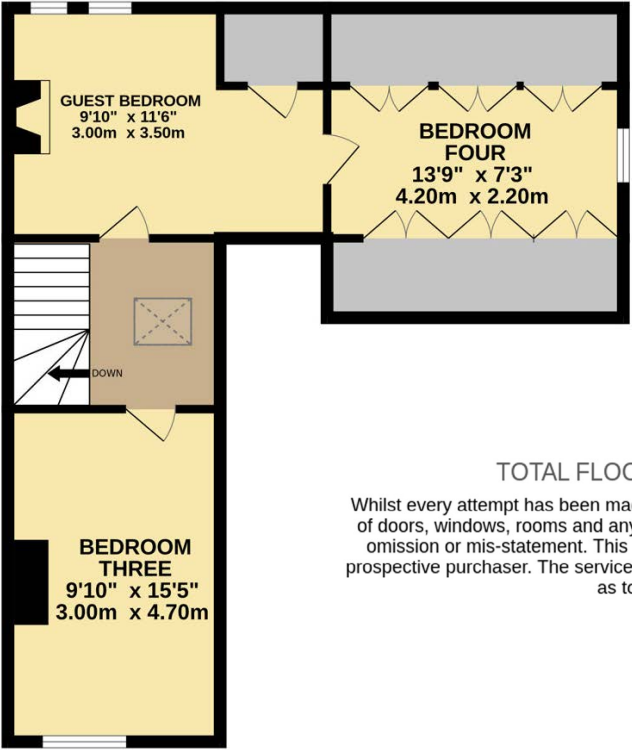 GUEST BEDROOM
9'10" x 11'6"
3.00m x 3.50m
BEDROOM
FOUR
13'9" x 7'3"
4.20m x 2.20m
DOWN
BEDROOM
THREE
9'10" x 15'5"
3.00m x 4.70m
TOTAL FLOO
Whilst every attempt has been ma
of doors, windows, rooms and any
omission or mis-statement. This
prospective purchaser. The service
as to